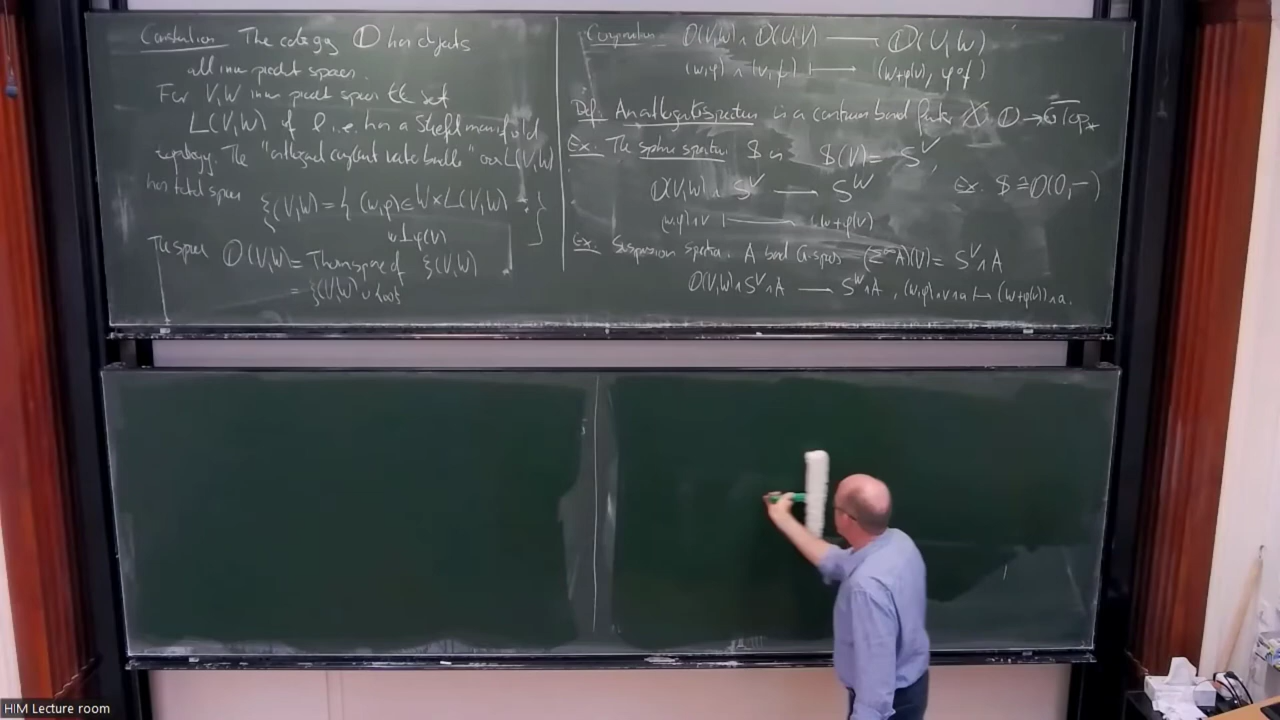 Construction The category 𝐎 has objects
all inner product spaces.
For V, W inner product spaces the set
L(V,W) of l. i. e. has a Stiefel manifold
topology. The "orthogonal complement vector bundle" over L(V,W)
has total space
ξ(V,W) = { (w,φ) ∈ W × L(V,W) : w ⊥ φ(V) }
The space 𝐎(V,W) = Thom space of ξ(V,W)
= ξ(V,W) ∪ {∞}
Composition 𝐎(V,W) ∧ 𝐎(U,V) ⟶ 𝐎(U,W)
(w,φ) ∧ (v,f) ⟼ (w+φ(v), φ∘f)
Def: An orthogonal spectrum is a continuous based functor X: 𝐎 → G Top_*
Ex: The sphere spectrum 𝕊 is 𝕊(V) = S^V,
𝐎(V,W) ∧ S^V ⟶ S^W Ex. 𝕊 ≅ 𝐎(0,–)
(w,φ) ∧ v ⟼ w+φ(v)
Ex: Suspension spectra. A based G-space (Σ^∞A)(V) = S^V ∧ A
𝐎(V,W) ∧ S^V ∧ A ⟶ S^W ∧ A, (w,φ) ∧ v ∧ a ⟼ (w+φ(v)) ∧ a.
HIM Lecture room